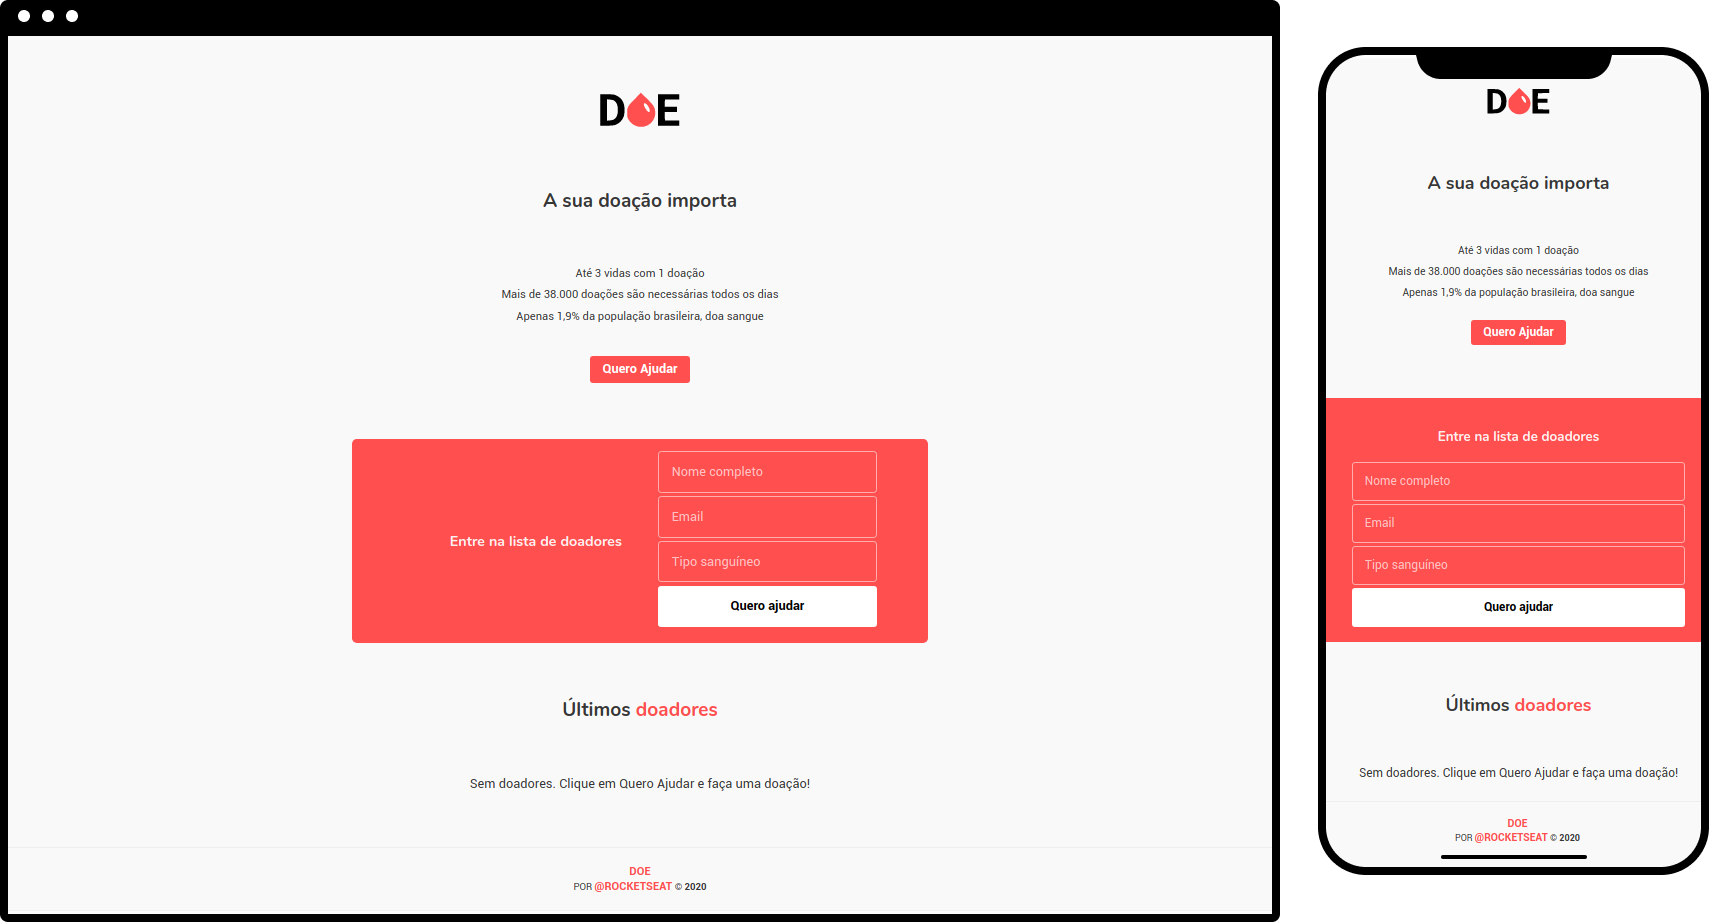 DOE
A sua doação importa
Até 3 vidas com 1 doação
Mais de 38.000 doações são necessárias todos os dias
Apenas 1,9% da população brasileira, doa sangue
Quero Ajudar
Entre na lista de doadores
Nome completo
Email
Tipo sanguíneo
Quero ajudar
Últimos doadores
Sem doadores. Clique em Quero Ajudar e faça uma doação!
DOE
POR @ROCKETSEAT © 2020
DOE
A sua doação importa
Até 3 vidas com 1 doação
Mais de 38.000 doações são necessárias todos os dias
Apenas 1,9% da população brasileira, doa sangue
Quero Ajudar
Entre na lista de doadores
Nome completo
Email
Tipo sanguíneo
Quero ajudar
Últimos doadores
Sem doadores. Clique em Quero Ajudar e faça uma doação!
DOE
POR @ROCKETSEAT © 2020